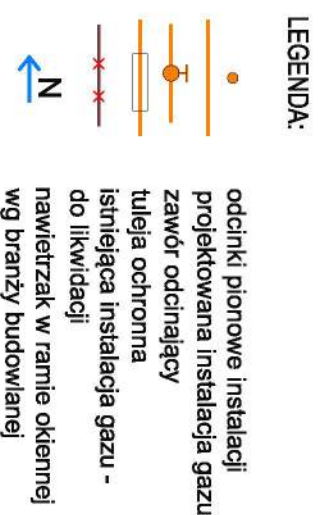 LEGENDA:
odcinki pionowe instalacji
projektowana instalacja gazu
zawór odcinający
tuleja ochronna
istniejąca instalacja gazu -
do likwidacji
N
nawietrzak w ramie okiennej
wg branży budowlanej